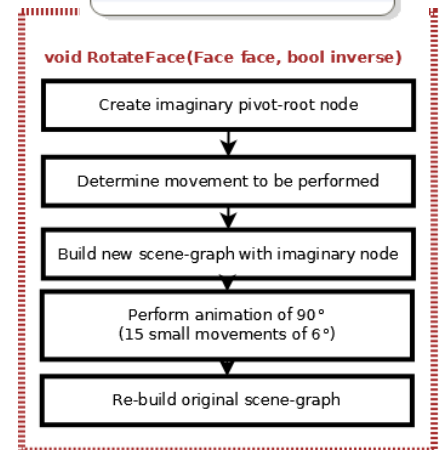 void RotateFace(Face face, bool inverse)
Create imaginary pivot-root node
Determine movement to be performed
Build new scene-graph with imaginary node
Perform animation of 90°
(15 small movements of 6°)
Re-build original scene-graph